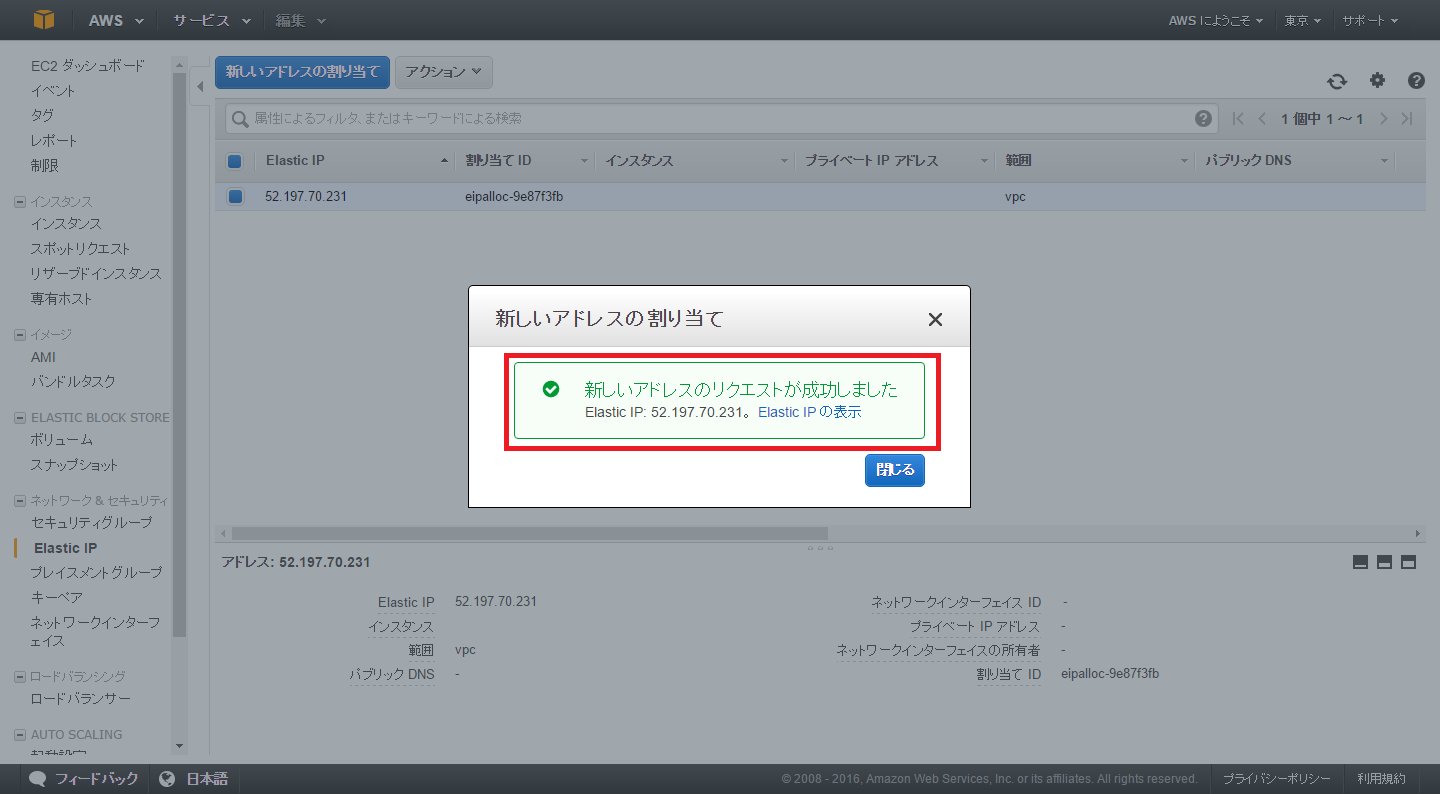 AWS サービス 編集 AWS にようこそ 東京 サポート
EC2 ダッシュボード
イベント
タグ
レポート
制限
インスタンス
インスタンス
スポットリクエスト
リザーブドインスタンス
専有ホスト
イメージ
AMI
バンドルタスク
ELASTIC BLOCK STORE
ボリューム
スナップショット
ネットワーク & セキュリティ
セキュリティグループ
Elastic IP
プレイスメントグループ
キーペア
ネットワークインターフ
ェイス
ロードバランシング
ロードバランサー
AUTO SCALING
起動設定
新しいアドレスの割り当て アクション
属性によるフィルタ、またはキーワードによる検索 1 個中 1 ～ 1
Elastic IP 割り当て ID インスタンス プライベート IP アドレス 範囲 パブリック DNS
52.197.70.231 eipalloc-9e87f3fb vpc
新しいアドレスの割り当て
新しいアドレスのリクエストが成功しました
Elastic IP: 52.197.70.231。 Elastic IP の表示
閉じる
アドレス: 52.197.70.231
Elastic IP 52.197.70.231 ネットワークインターフェイス ID -
インスタンス プライベート IP アドレス -
範囲 vpc ネットワークインターフェイスの所有者 -
パブリック DNS - 割り当て ID eipalloc-9e87f3fb
フィードバック 日本語 © 2008 - 2016, Amazon Web Services, Inc. or its affiliates. All rights reserved. プライバシーポリシー 利用規約